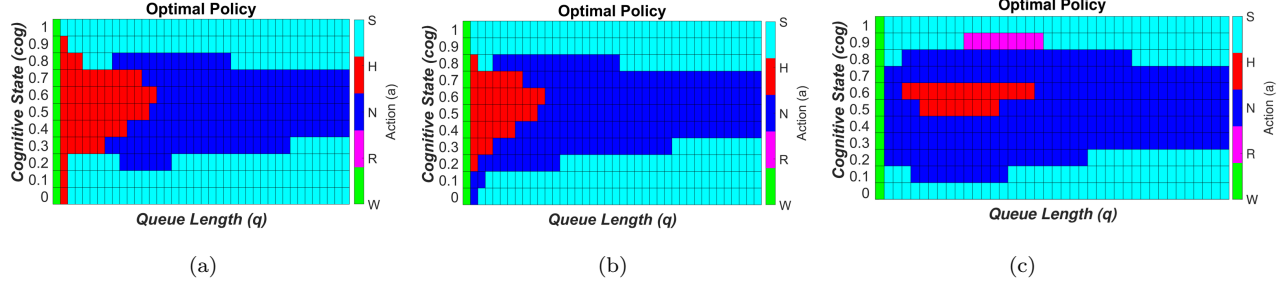 Optimal Policy
Cognitive State (cog)
1
0.9
0.8
0.7
0.6
0.5
0.4
0.3
0.2
0.1
0
Queue Length (q)
S
H
N
R
W
Action (a)
(a)
Optimal Policy
Cognitive State (cog)
1
0.9
0.8
0.7
0.6
0.5
0.4
0.3
0.2
0.1
0
Queue Length (q)
S
H
N
R
W
Action (a)
(b)
Optimal Policy
Cognitive State (cog)
1
0.9
0.8
0.7
0.6
0.5
0.4
0.3
0.2
0.1
0
Queue Length (q)
S
H
N
R
W
Action (a)
(c)